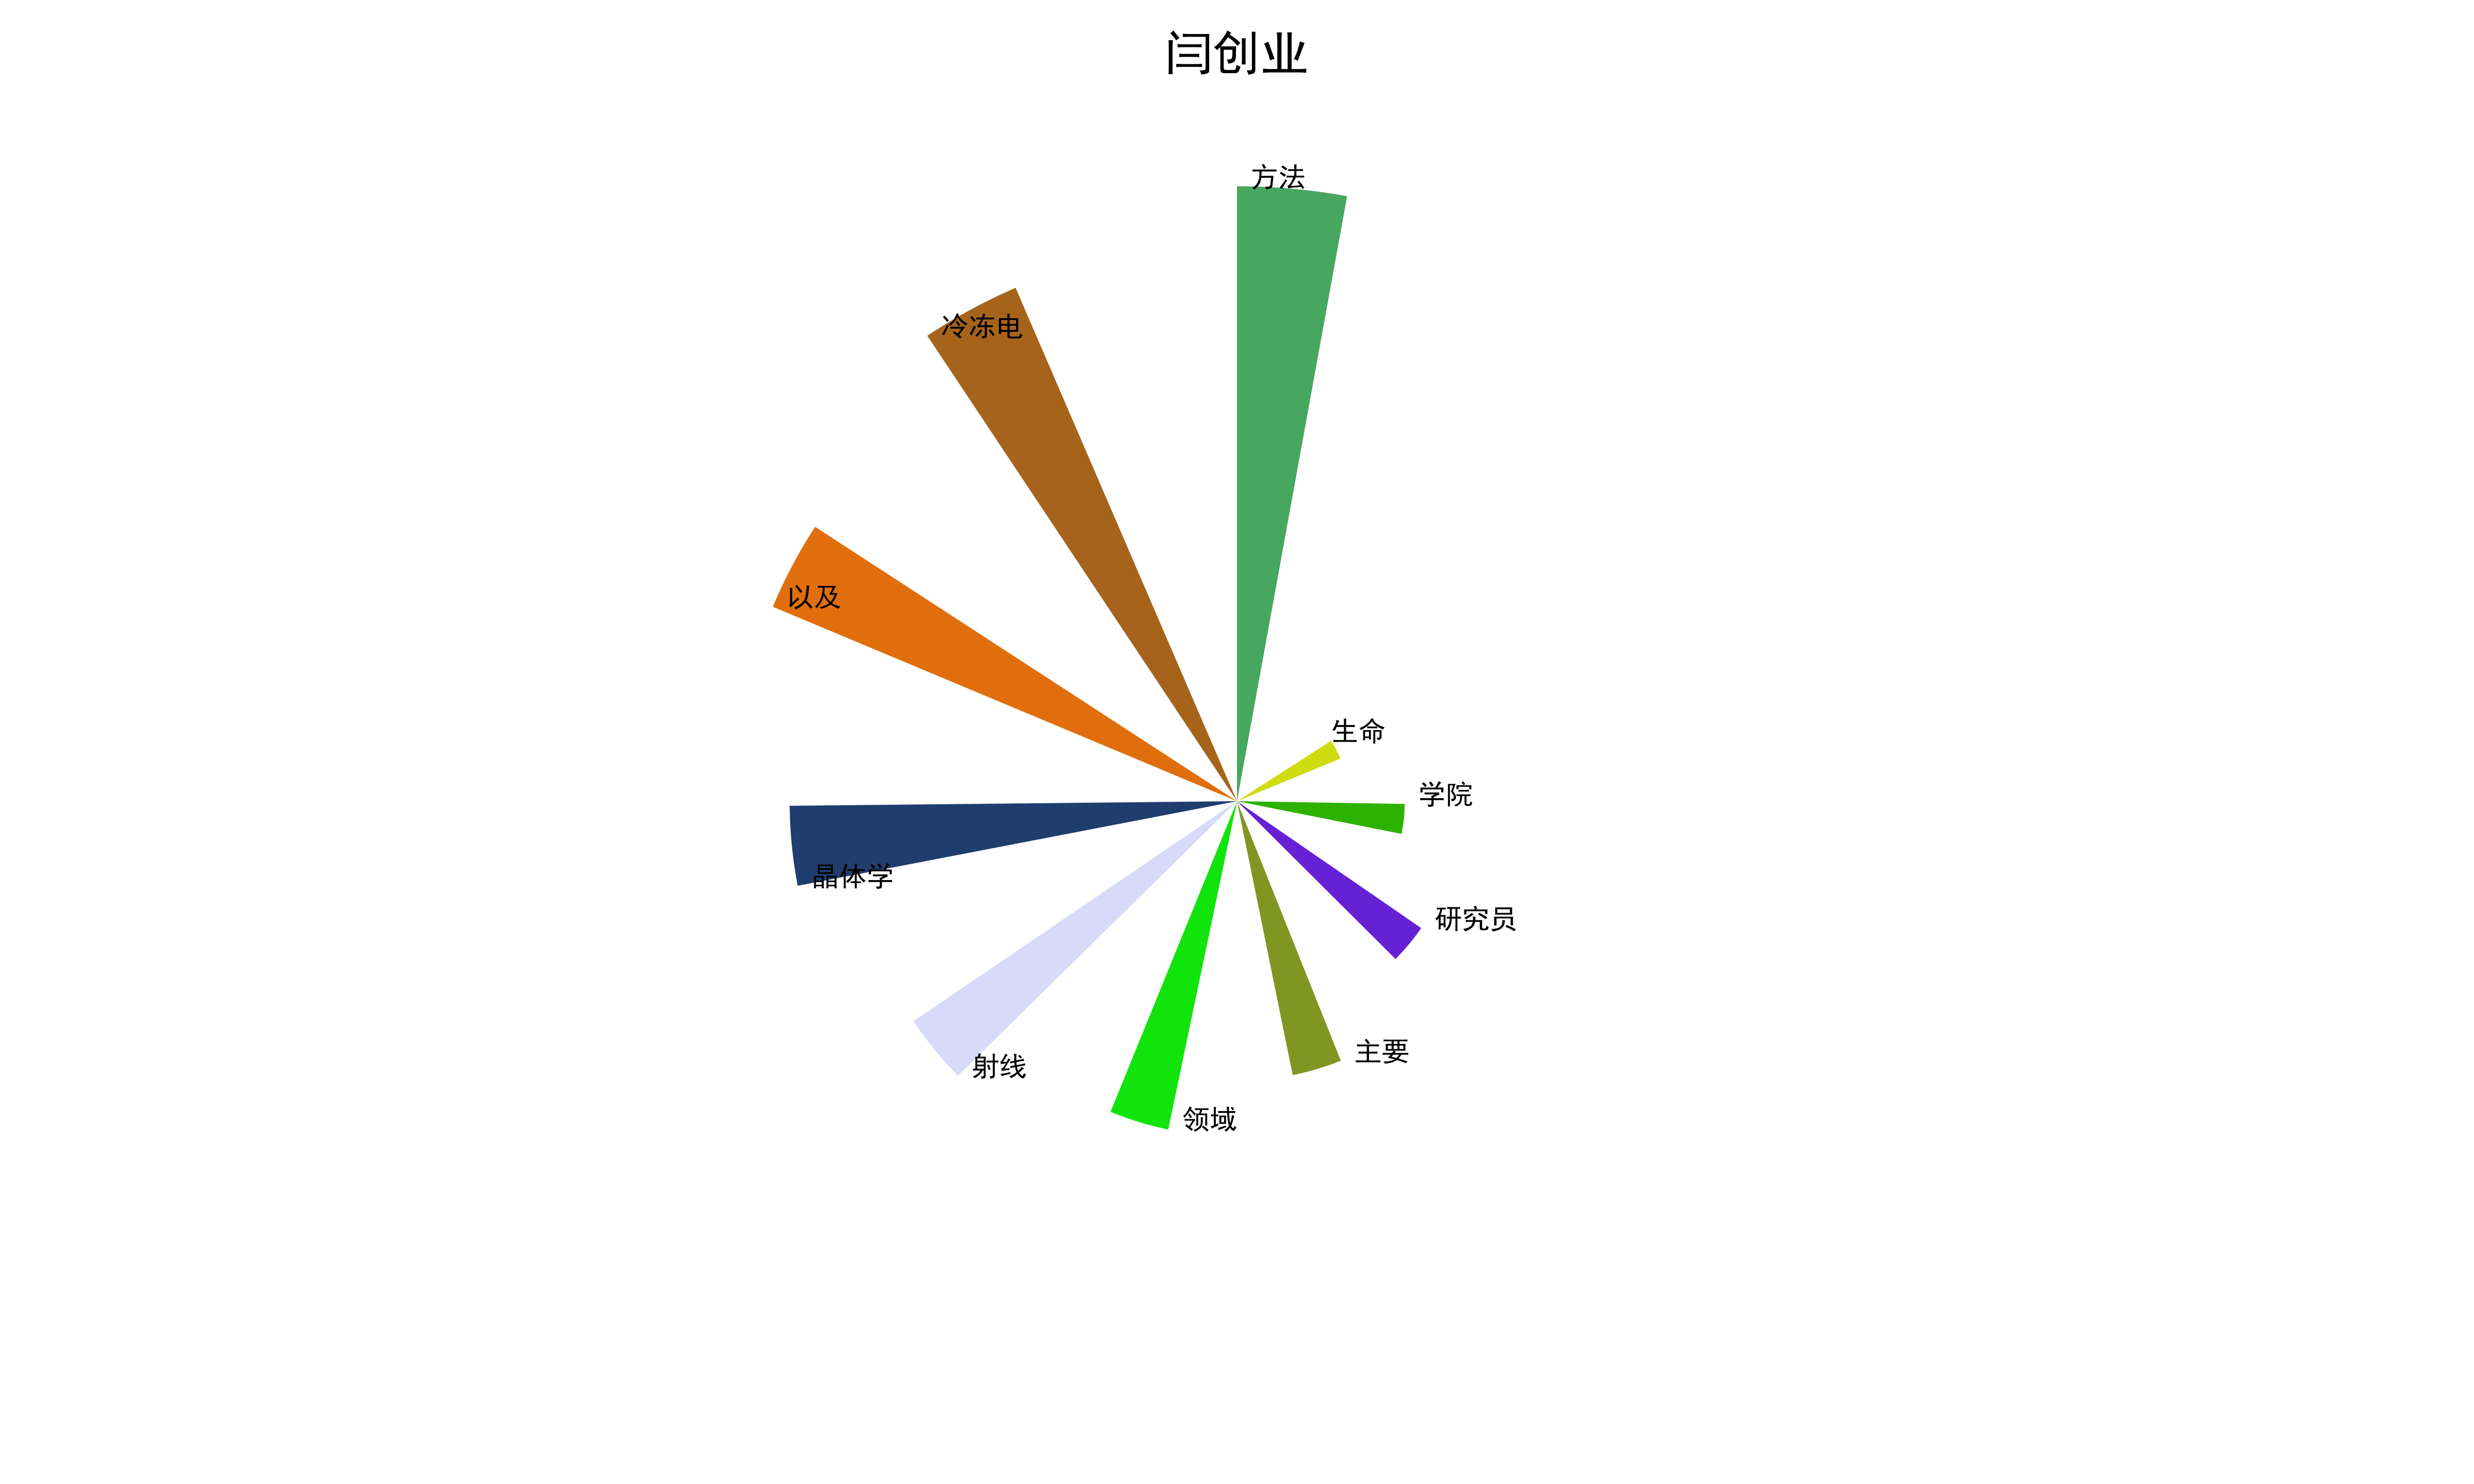 闫创业
方法
冷冻电
以及
生命
学院
晶体学
研究员
主要
射线
领域